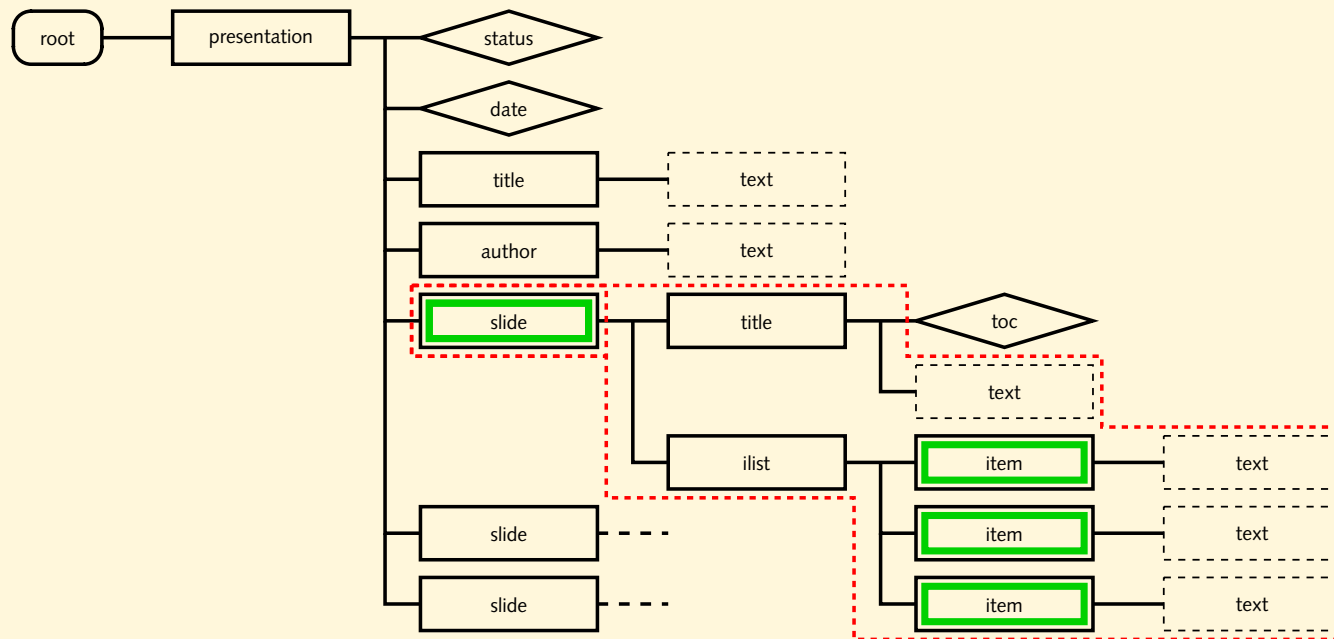 root
presentation
status
date
title
text
author
text
slide
title
toc
text
ilist
item
text
slide
item
text
slide
item
text